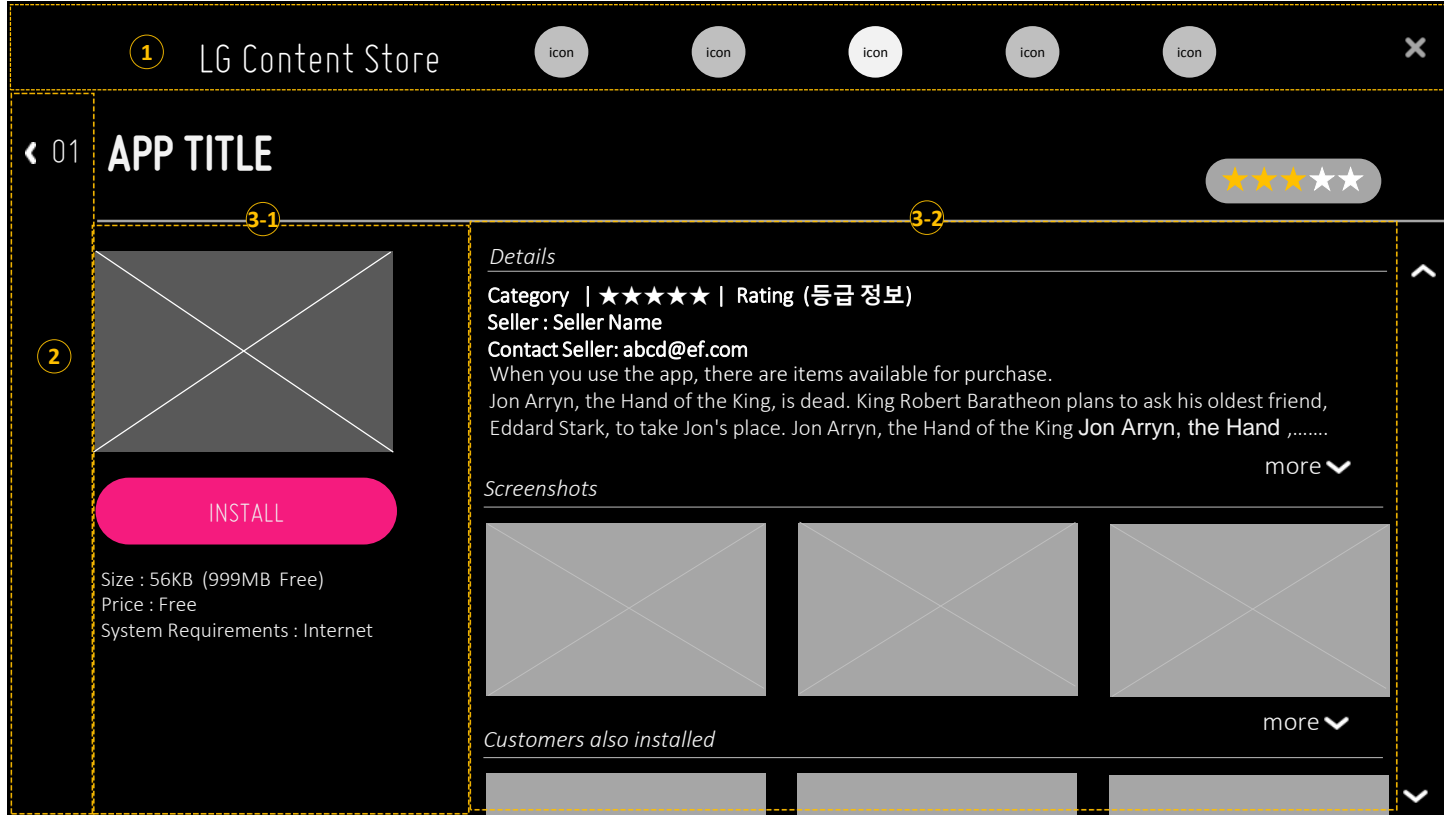 1
LG Content Store
icon
icon
icon
icon
icon
01
APP TITLE
3-1
3-2
2
INSTALL
Size : 56KB (999MB Free)
Price : Free
System Requirements : Internet
Details
Category | ★★★★★ | Rating (등급 정보)
Seller : Seller Name
Contact Seller: abcd@ef.com
When you use the app, there are items available for purchase.
Jon Arryn, the Hand of the King, is dead. King Robert Baratheon plans to ask his oldest friend,
Eddard Stark, to take Jon's place. Jon Arryn, the Hand of the King Jon Arryn, the Hand ,.......
more
Screenshots
more
Customers also installed